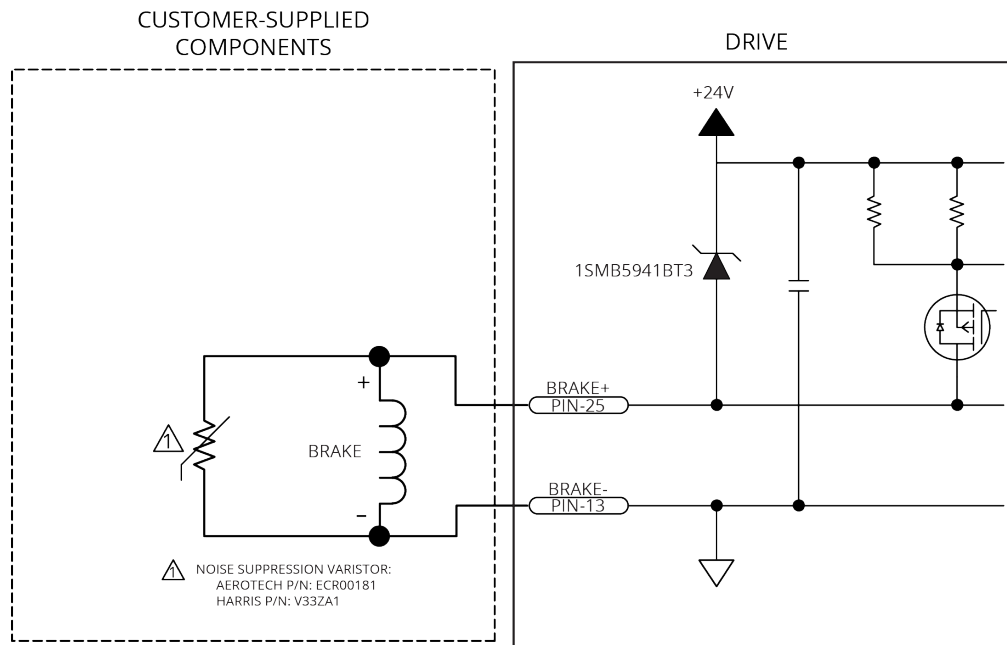 CUSTOMER-SUPPLIED
COMPONENTS
DRIVE
+24V
1SMB5941BT3
BRAKE+
PIN-25
+
1
BRAKE
BRAKE-
PIN-13
–
1 NOISE SUPPRESSION VARISTOR:
AEROTECH P/N: ECR00181
HARRIS P/N: V33ZA1